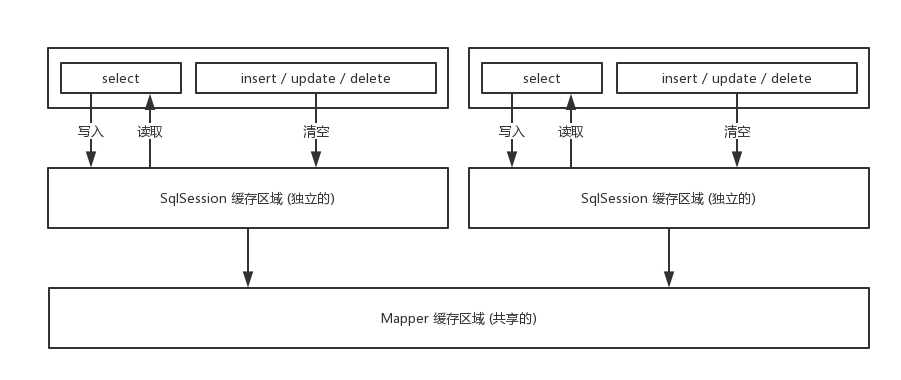 select
insert / update / delete
select
insert / update / delete
写入
读取
清空
写入
读取
清空
SqlSession 缓存区域 (独立的)
SqlSession 缓存区域 (独立的)
Mapper 缓存区域 (共享的)